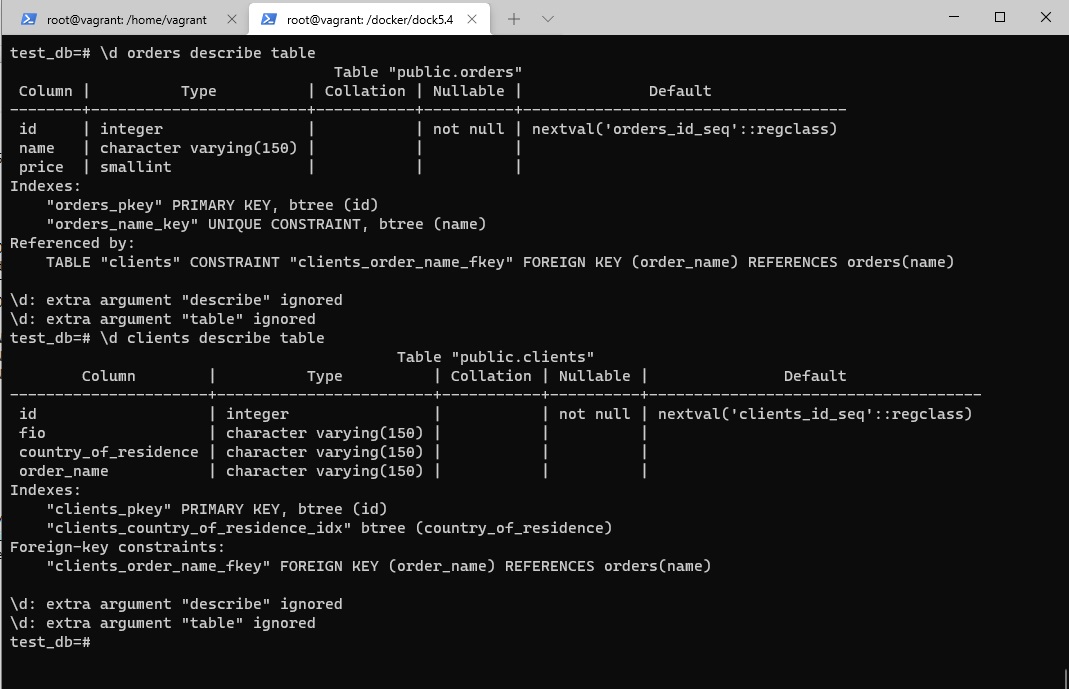 root@vagrant: /home/vagrant
root@vagrant: /docker/dock5.4
test_db=# \d orders describe table
                                    Table "public.orders"
 Column |          Type          | Collation | Nullable |              Default
--------+------------------------+-----------+----------+------------------------------------
 id     | integer                |           | not null | nextval('orders_id_seq'::regclass)
 name   | character varying(150) |           |          |
 price  | smallint               |           |          |
Indexes:
    "orders_pkey" PRIMARY KEY, btree (id)
    "orders_name_key" UNIQUE CONSTRAINT, btree (name)
Referenced by:
    TABLE "clients" CONSTRAINT "clients_order_name_fkey" FOREIGN KEY (order_name) REFERENCES orders(name)

\d: extra argument "describe" ignored
\d: extra argument "table" ignored
test_db=# \d clients describe table
                                           Table "public.clients"
        Column        |          Type          | Collation | Nullable |               Default
----------------------+------------------------+-----------+----------+-------------------------------------
 id                   | integer                |           | not null | nextval('clients_id_seq'::regclass)
 fio                  | character varying(150) |           |          |
 country_of_residence | character varying(150) |           |          |
 order_name           | character varying(150) |           |          |
Indexes:
    "clients_pkey" PRIMARY KEY, btree (id)
    "clients_country_of_residence_idx" btree (country_of_residence)
Foreign-key constraints:
    "clients_order_name_fkey" FOREIGN KEY (order_name) REFERENCES orders(name)

\d: extra argument "describe" ignored
\d: extra argument "table" ignored
test_db=#